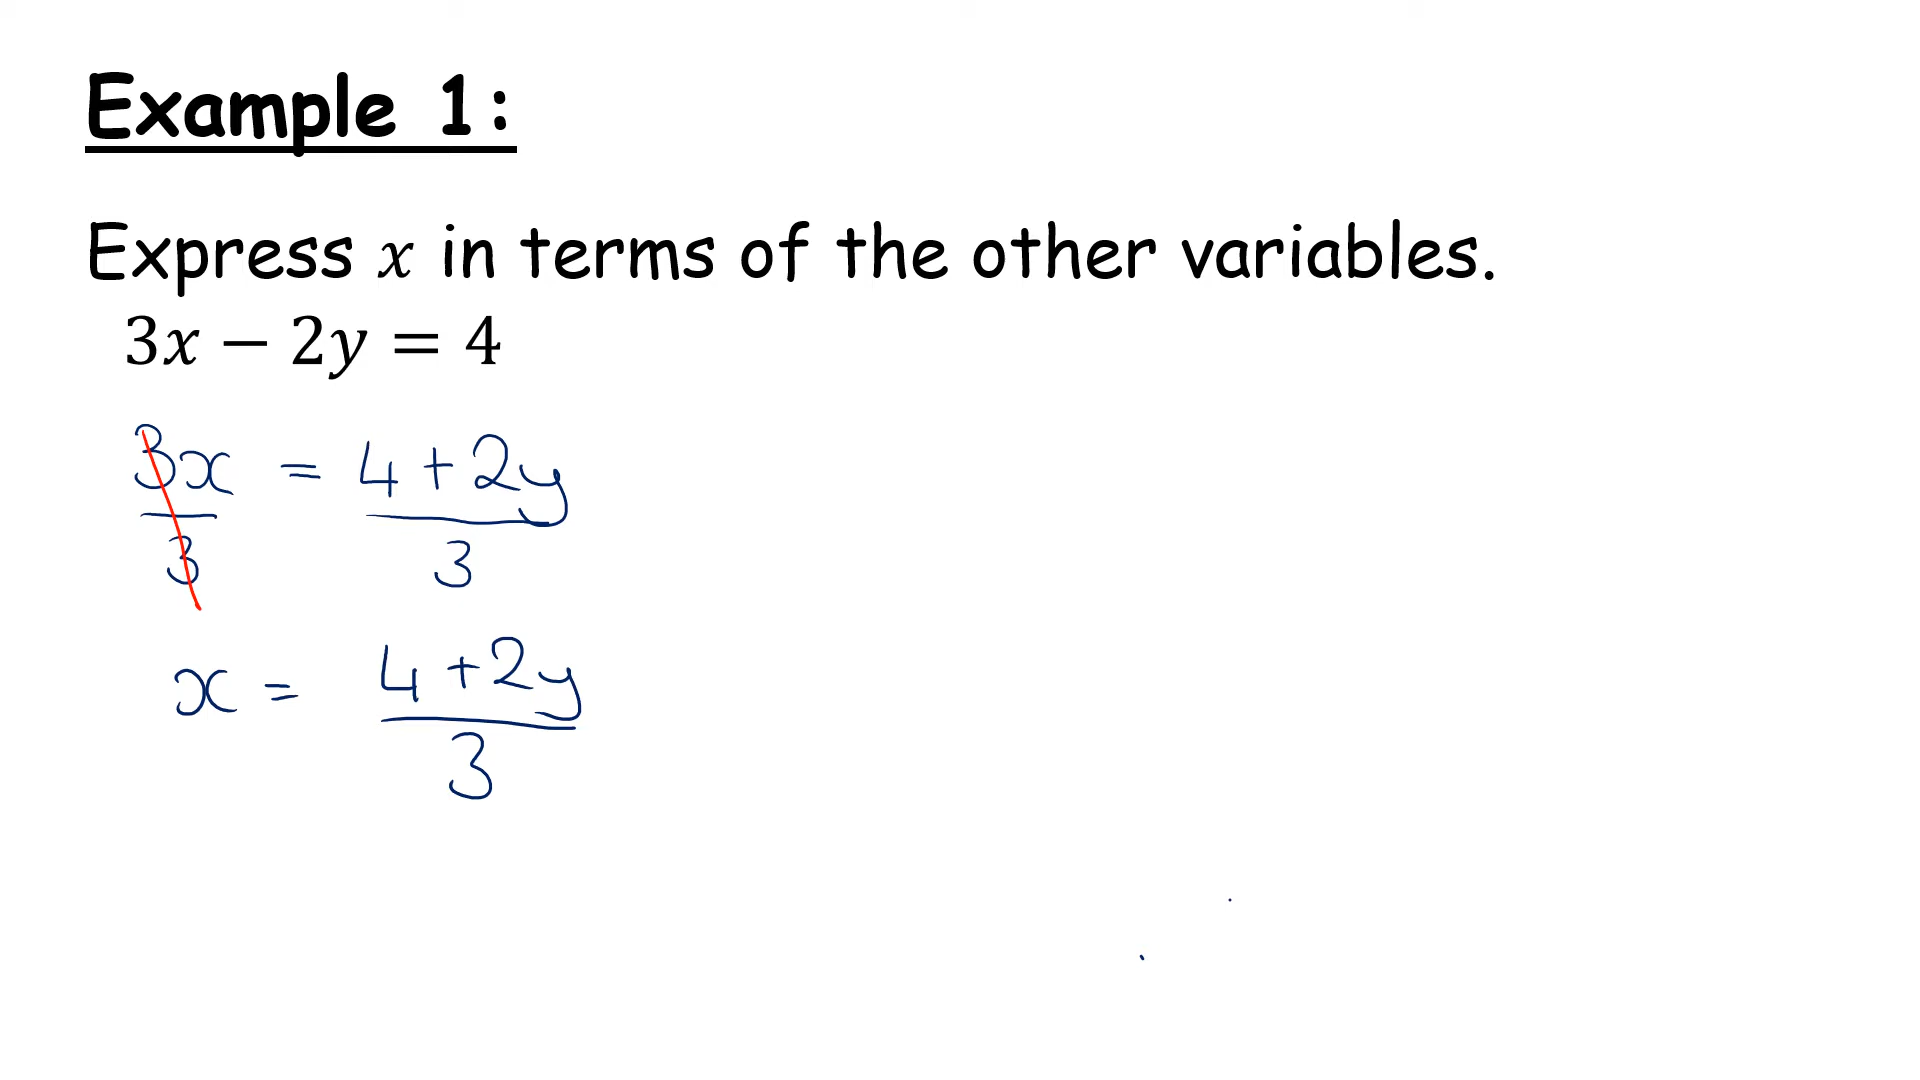 Example 1:
Express x in terms of the other variables.
3x − 2y = 4
3x/3 = (4 + 2y)/3
x = (4 + 2y)/3